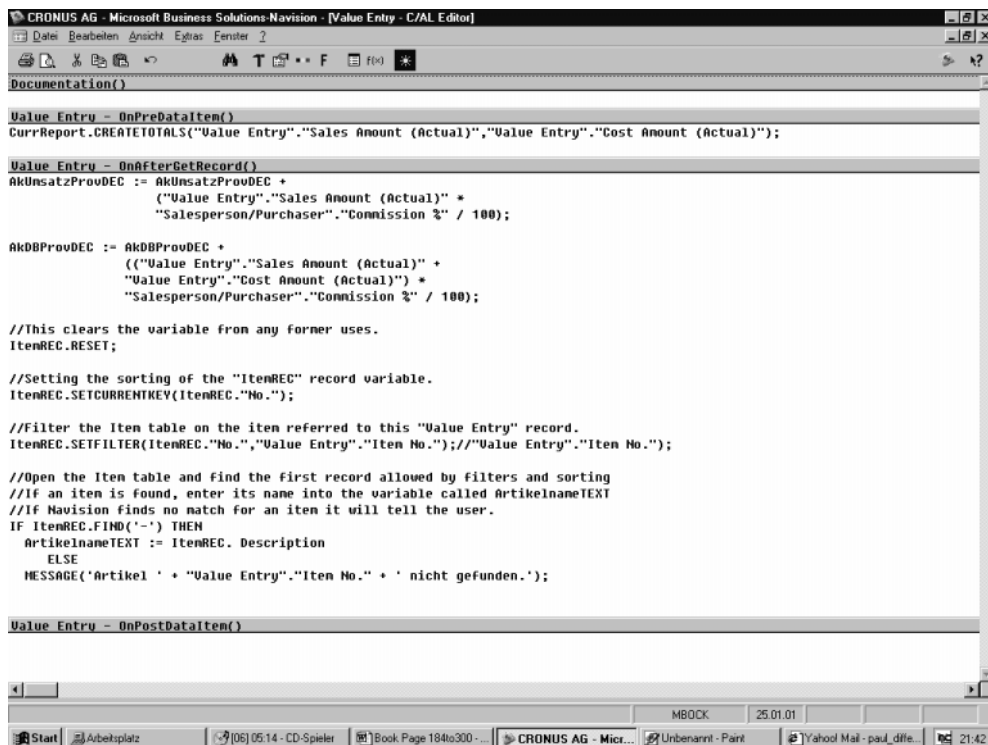 CRONUS AG - Microsoft Business Solutions-Navision - [Value Entry - C/AL Editor]
Datei Bearbeiten Ansicht Extras Fenster ?
Documentation()
Value Entry - OnPreDataItem()
CurrReport.CREATETOTALS("Value Entry"."Sales Amount (Actual)","Value Entry"."Cost Amount (Actual)");
Value Entry - OnAfterGetRecord()
AkUmsatzProvDEC := AkUmsatzProvDEC +
("Value Entry"."Sales Amount (Actual)" *
"Salesperson/Purchaser"."Commission %" / 100);
AkDBProvDEC := AkDBProvDEC +
(("Value Entry"."Sales Amount (Actual)" +
"Value Entry"."Cost Amount (Actual)") *
"Salesperson/Purchaser"."Commission %" / 100);
//This clears the variable from any former uses.
ItemREC.RESET;
//Setting the sorting of the "ItemREC" record variable.
ItemREC.SETCURRENTKEY(ItemREC."No.");
//Filter the Item table on the item referred to this "Value Entry" record.
ItemREC.SETFILTER(ItemREC."No.","Value Entry"."Item No.");//"Value Entry"."Item No.");
//Open the Item table and find the first record allowed by filters and sorting
//If an item is found, enter its name into the variable called ArtikelnameTEXT
//If Navision finds no match for an item it will tell the user.
IF ItemREC.FIND('-') THEN
ArtikelnameTEXT := ItemREC. Description
ELSE
MESSAGE('Artikel ' + "Value Entry"."Item No." + ' nicht gefunden.');
Value Entry - OnPostDataItem()
MBOCK 25.01.01
Start Arbeitsplatz [06] 05:14 - CD-Spieler Book Page 184to300 -... CRONUS AG - Micr... Unbenannt - Paint Yahoo! Mail - paul_dffe... 21:42